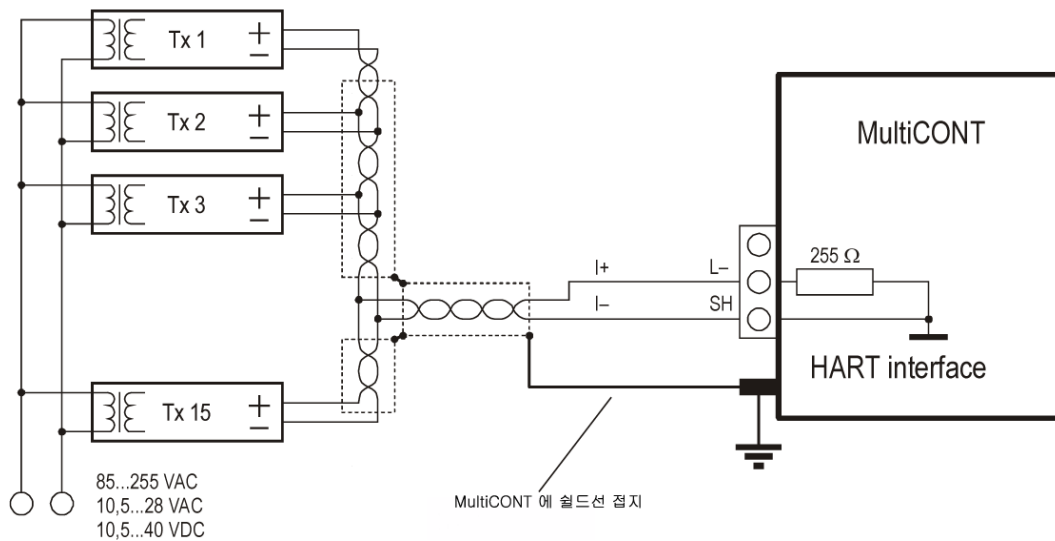 Tx 1
+
−
Tx 2
+
−
Tx 3
+
−
Tx 15
+
−
85...255 VAC
10,5...28 VAC
10,5...40 VDC
I+
I−
L−
SH
MultiCONT
255 Ω
HART interface
MultiCONT 에 쉴드선 접지